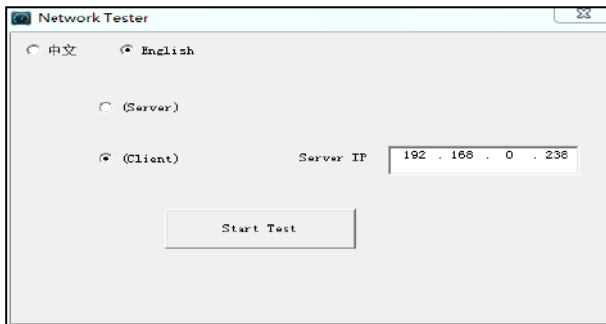 Network Tester
中文 English
(Server)
(Client) Server IP 192 . 168 . 0 . 238
Start Test